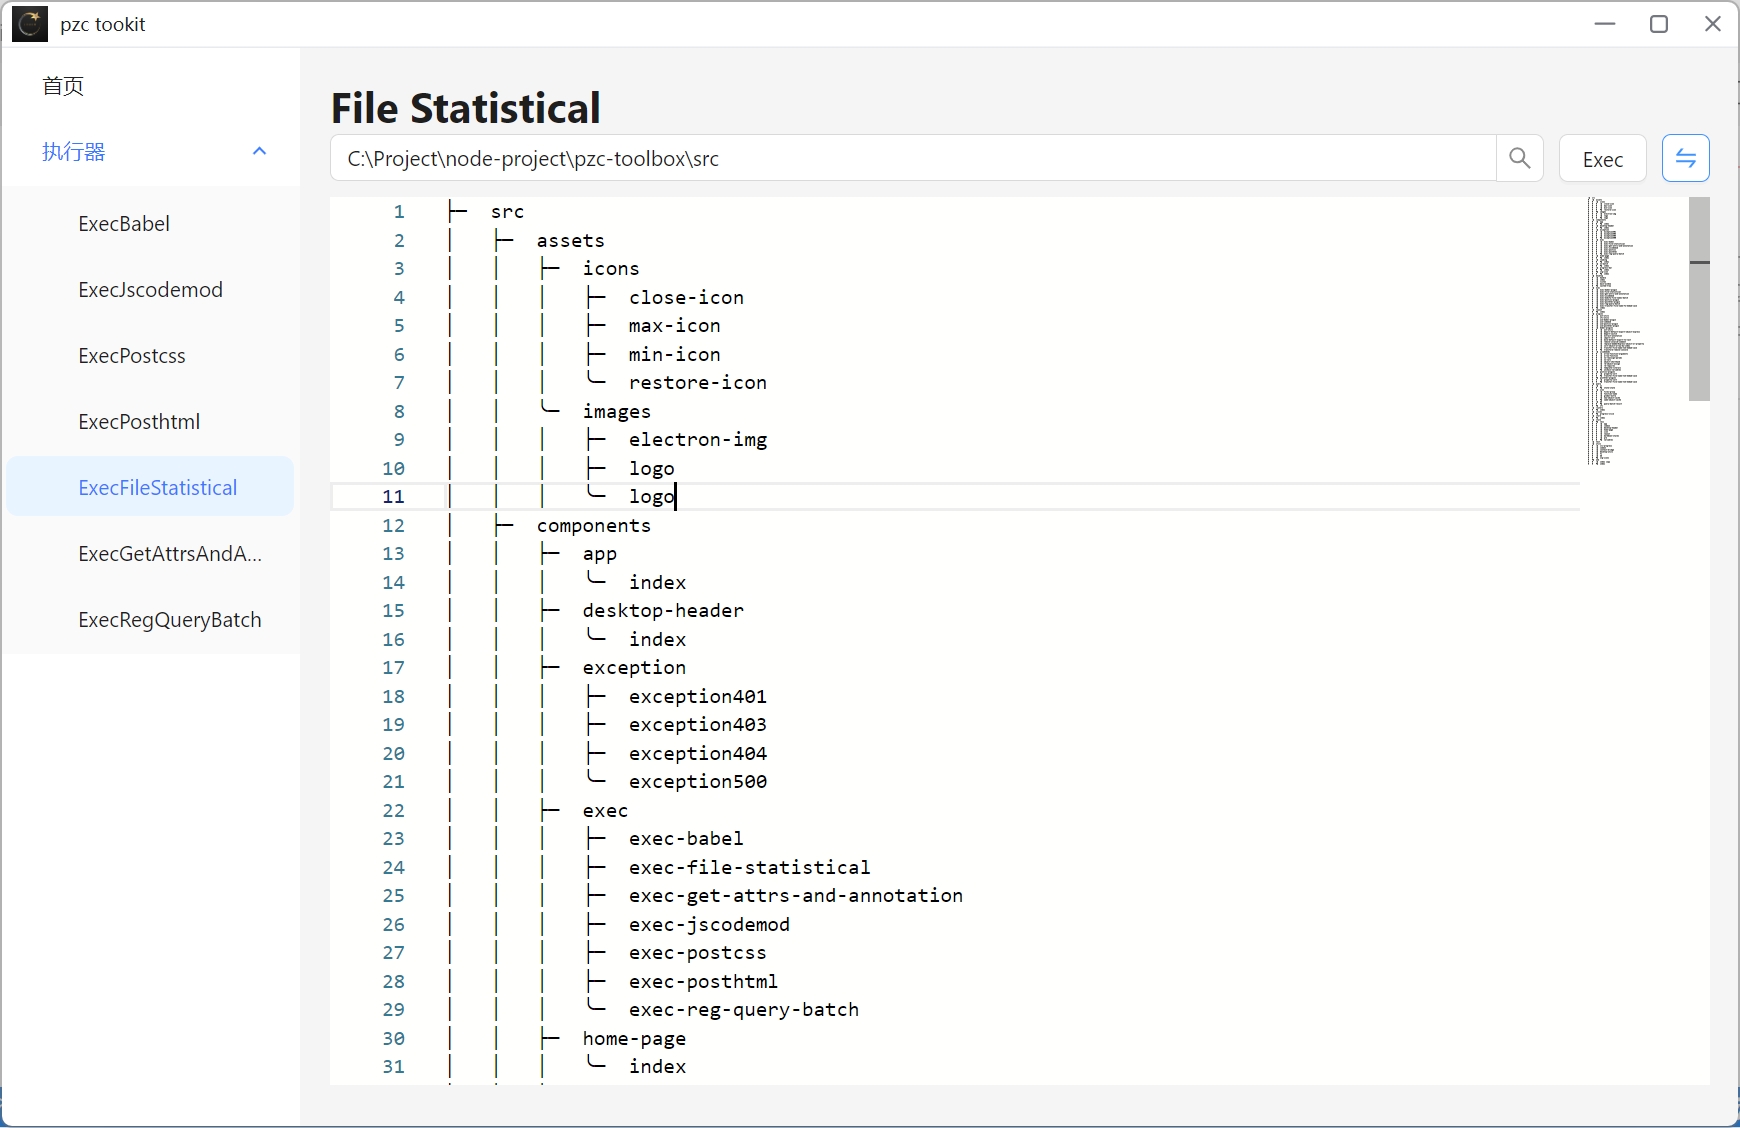 pzc tookit
首页
执行器
ExecBabel
ExecJscodemod
ExecPostcss
ExecPosthtml
ExecFileStatistical
ExecGetAttrsAndA...
ExecRegQueryBatch
File Statistical
C:\Project\node-project\pzc-toolbox\src
Exec
1 ├─ src
2 │ ├─ assets
3 │ │ ├─ icons
4 │ │ │ ├─ close-icon
5 │ │ │ ├─ max-icon
6 │ │ │ ├─ min-icon
7 │ │ │ ╰─ restore-icon
8 │ │ ╰─ images
9 │ │ │ ├─ electron-img
10 │ │ │ ├─ logo
11 │ │ │ ╰─ logo
12 │ ├─ components
13 │ │ ├─ app
14 │ │ │ ╰─ index
15 │ │ ├─ desktop-header
16 │ │ │ ╰─ index
17 │ │ ├─ exception
18 │ │ │ ├─ exception401
19 │ │ │ ├─ exception403
20 │ │ │ ├─ exception404
21 │ │ │ ╰─ exception500
22 │ │ ├─ exec
23 │ │ │ ├─ exec-babel
24 │ │ │ ├─ exec-file-statistical
25 │ │ │ ├─ exec-get-attrs-and-annotation
26 │ │ │ ├─ exec-jscodemod
27 │ │ │ ├─ exec-postcss
28 │ │ │ ├─ exec-posthtml
29 │ │ │ ╰─ exec-reg-query-batch
30 │ │ ├─ home-page
31 │ │ │ ╰─ index